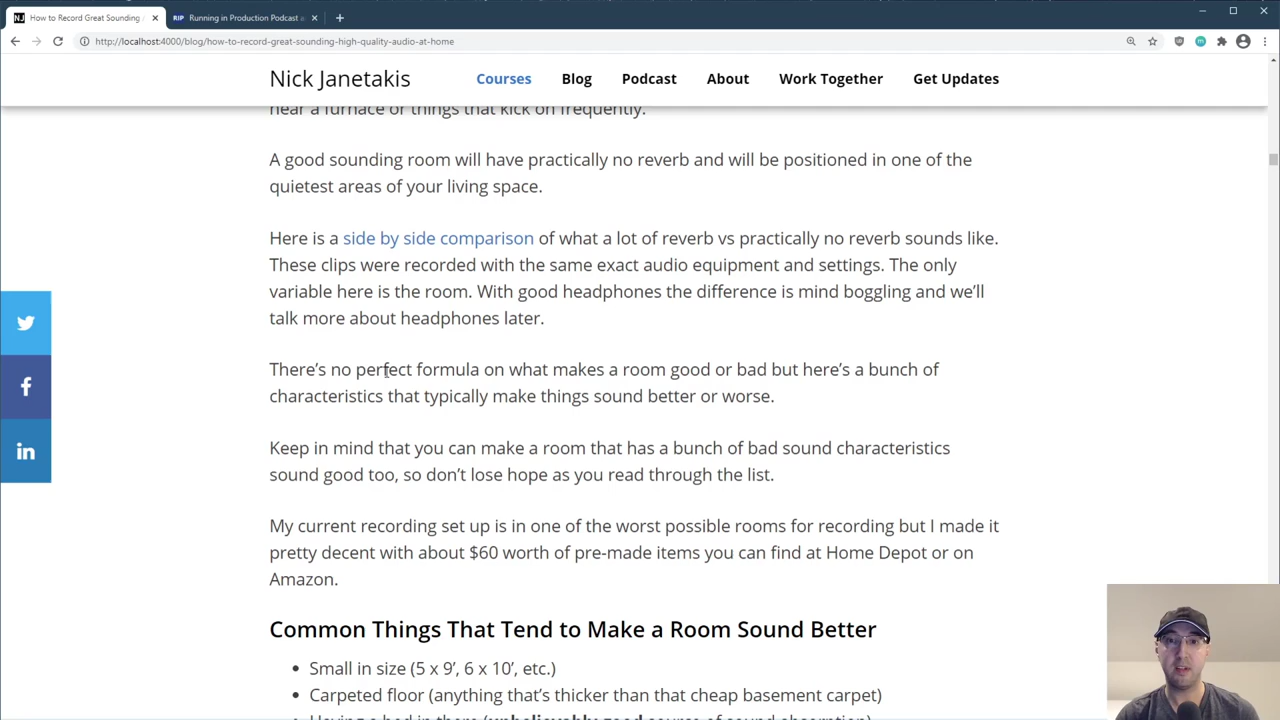 NJ How to Record Great Sounding
RIP Running in Production Podcast a
http://localhost:4000/blog/how-to-record-great-sounding-high-quality-audio-at-home
Nick Janetakis Courses Blog Podcast About Work Together Get Updates
near a furnace or things that kick on frequently.
A good sounding room will have practically no reverb and will be positioned in one of the
quietest areas of your living space.
Here is a side by side comparison of what a lot of reverb vs practically no reverb sounds like.
These clips were recorded with the same exact audio equipment and settings. The only
variable here is the room. With good headphones the difference is mind boggling and we'll
talk more about headphones later.
There's no perfect formula on what makes a room good or bad but here's a bunch of
characteristics that typically make things sound better or worse.
Keep in mind that you can make a room that has a bunch of bad sound characteristics
sound good too, so don't lose hope as you read through the list.
My current recording set up is in one of the worst possible rooms for recording but I made it
pretty decent with about $60 worth of pre-made items you can find at Home Depot or on
Amazon.
Common Things That Tend to Make a Room Sound Better
• Small in size (5 x 9', 6 x 10', etc.)
• Carpeted floor (anything that's thicker than that cheap basement carpet)
• Having a bed in there (unbelievably good source of sound absorption)